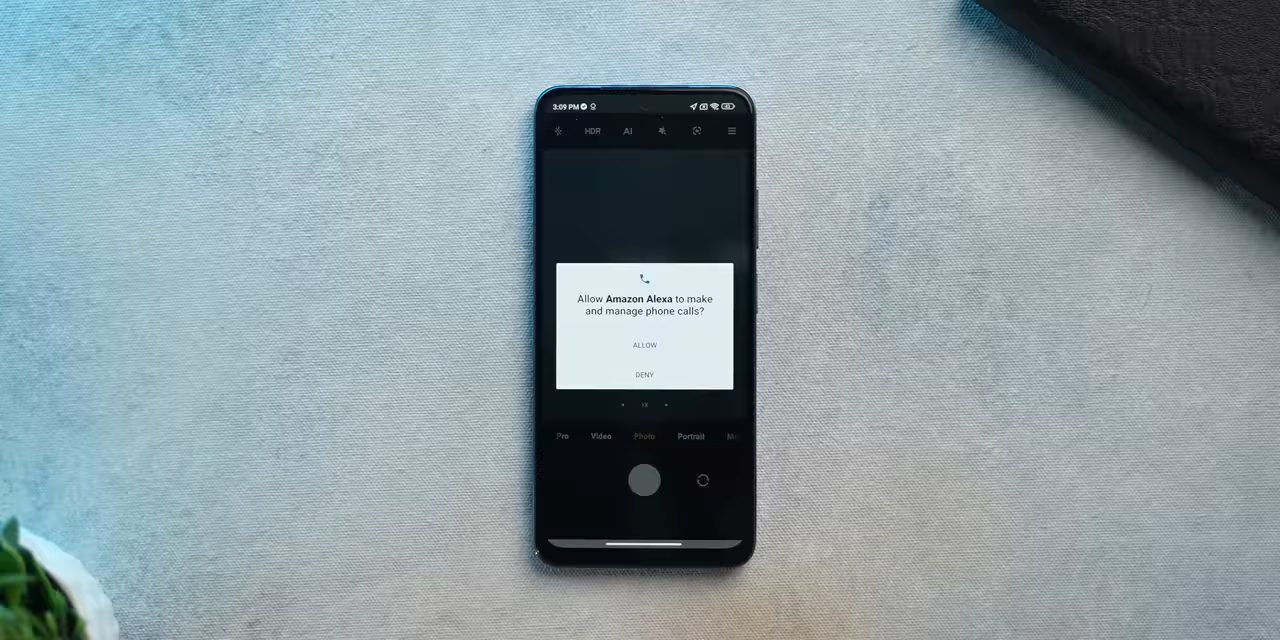 3:09 PM
HDR AI
Allow Amazon Alexa to make
and manage phone calls?
ALLOW
DENY
1X
Pro Video Photo Portrait